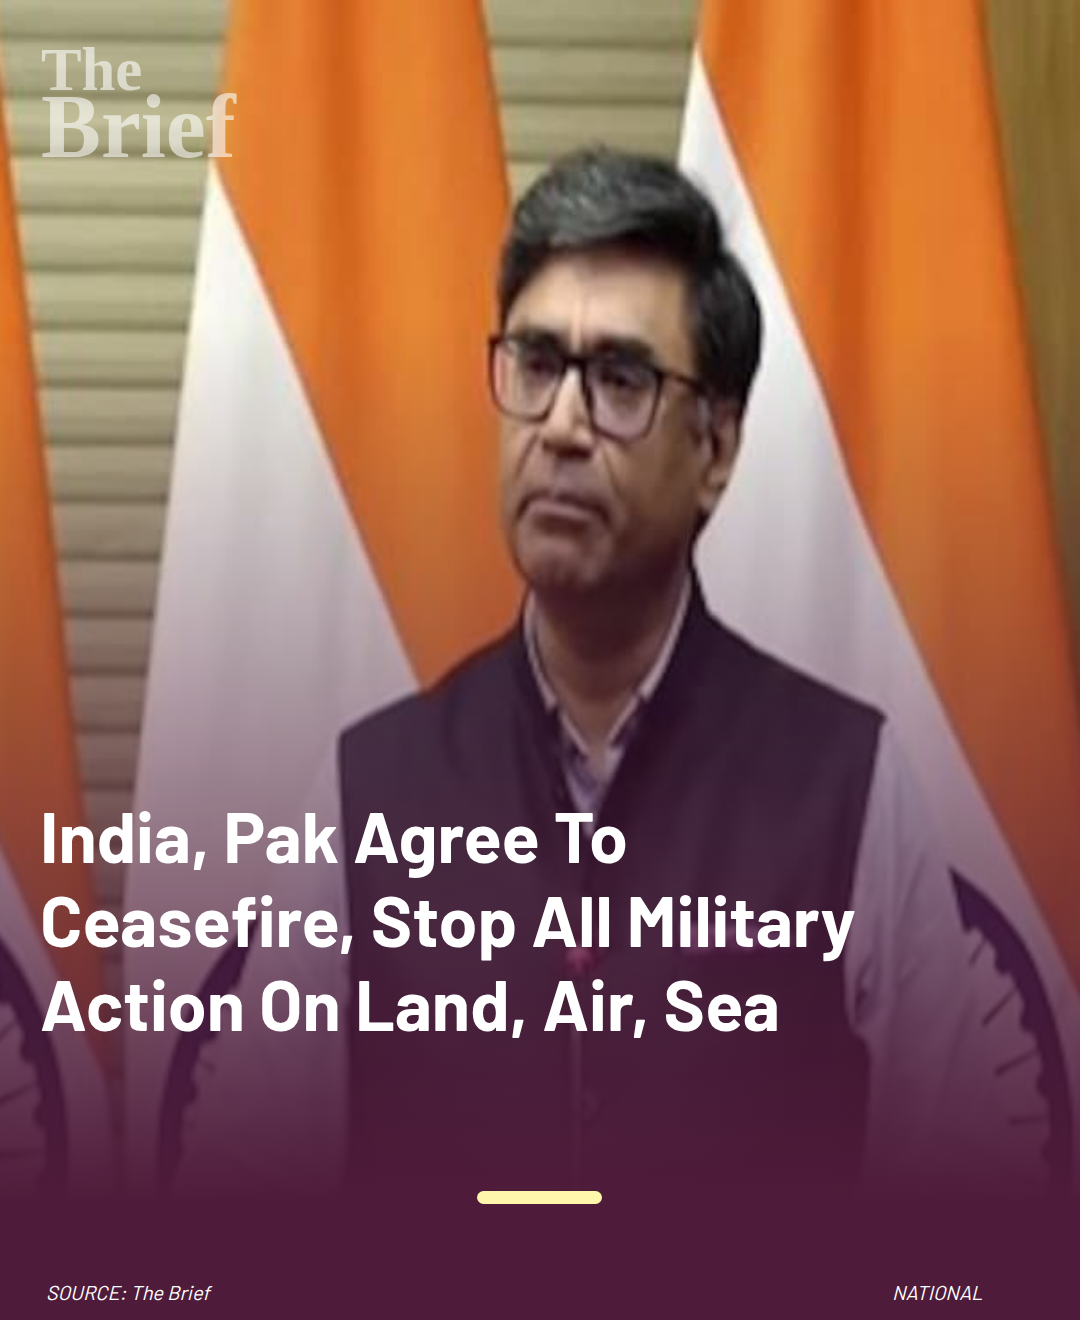 The
Brief
India, Pak Agree To
Ceasefire, Stop All Military
Action On Land, Air, Sea
SOURCE: The Brief
NATIONAL